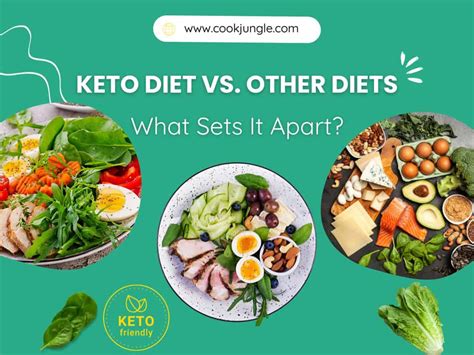 www.cookjungle.com
KETO DIET VS. OTHER DIETS
What Sets It Apart?
KETO
friendly